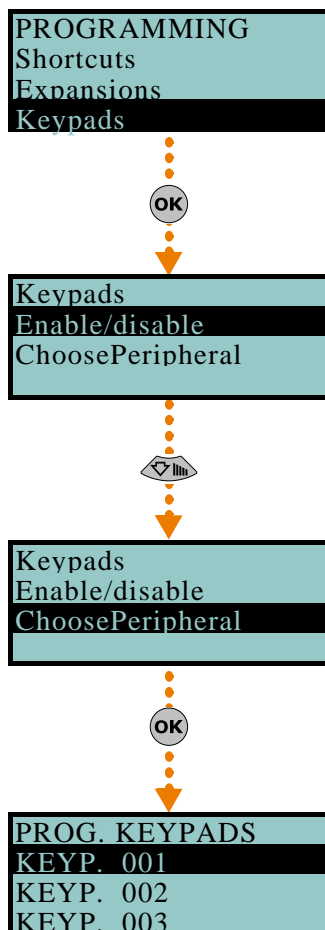 PROGRAMMING
Shortcuts
Expansions
Keypads
OK
Keypads
Enable/disable
ChoosePeripheral
Keypads
Enable/disable
ChoosePeripheral
OK
PROG. KEYPADS
KEYP. 001
KEYP. 002
KEYP. 003